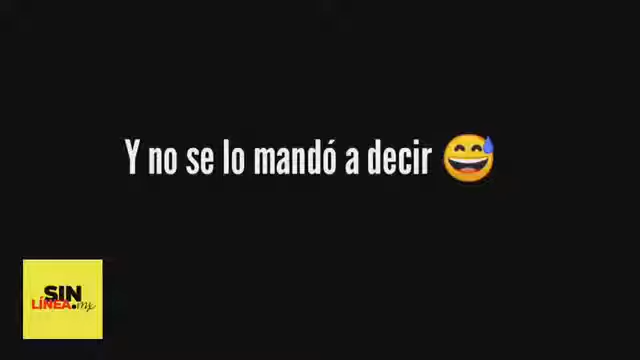 Y no se lo mandó a decir 😅
SIN
LÍNEA.mx